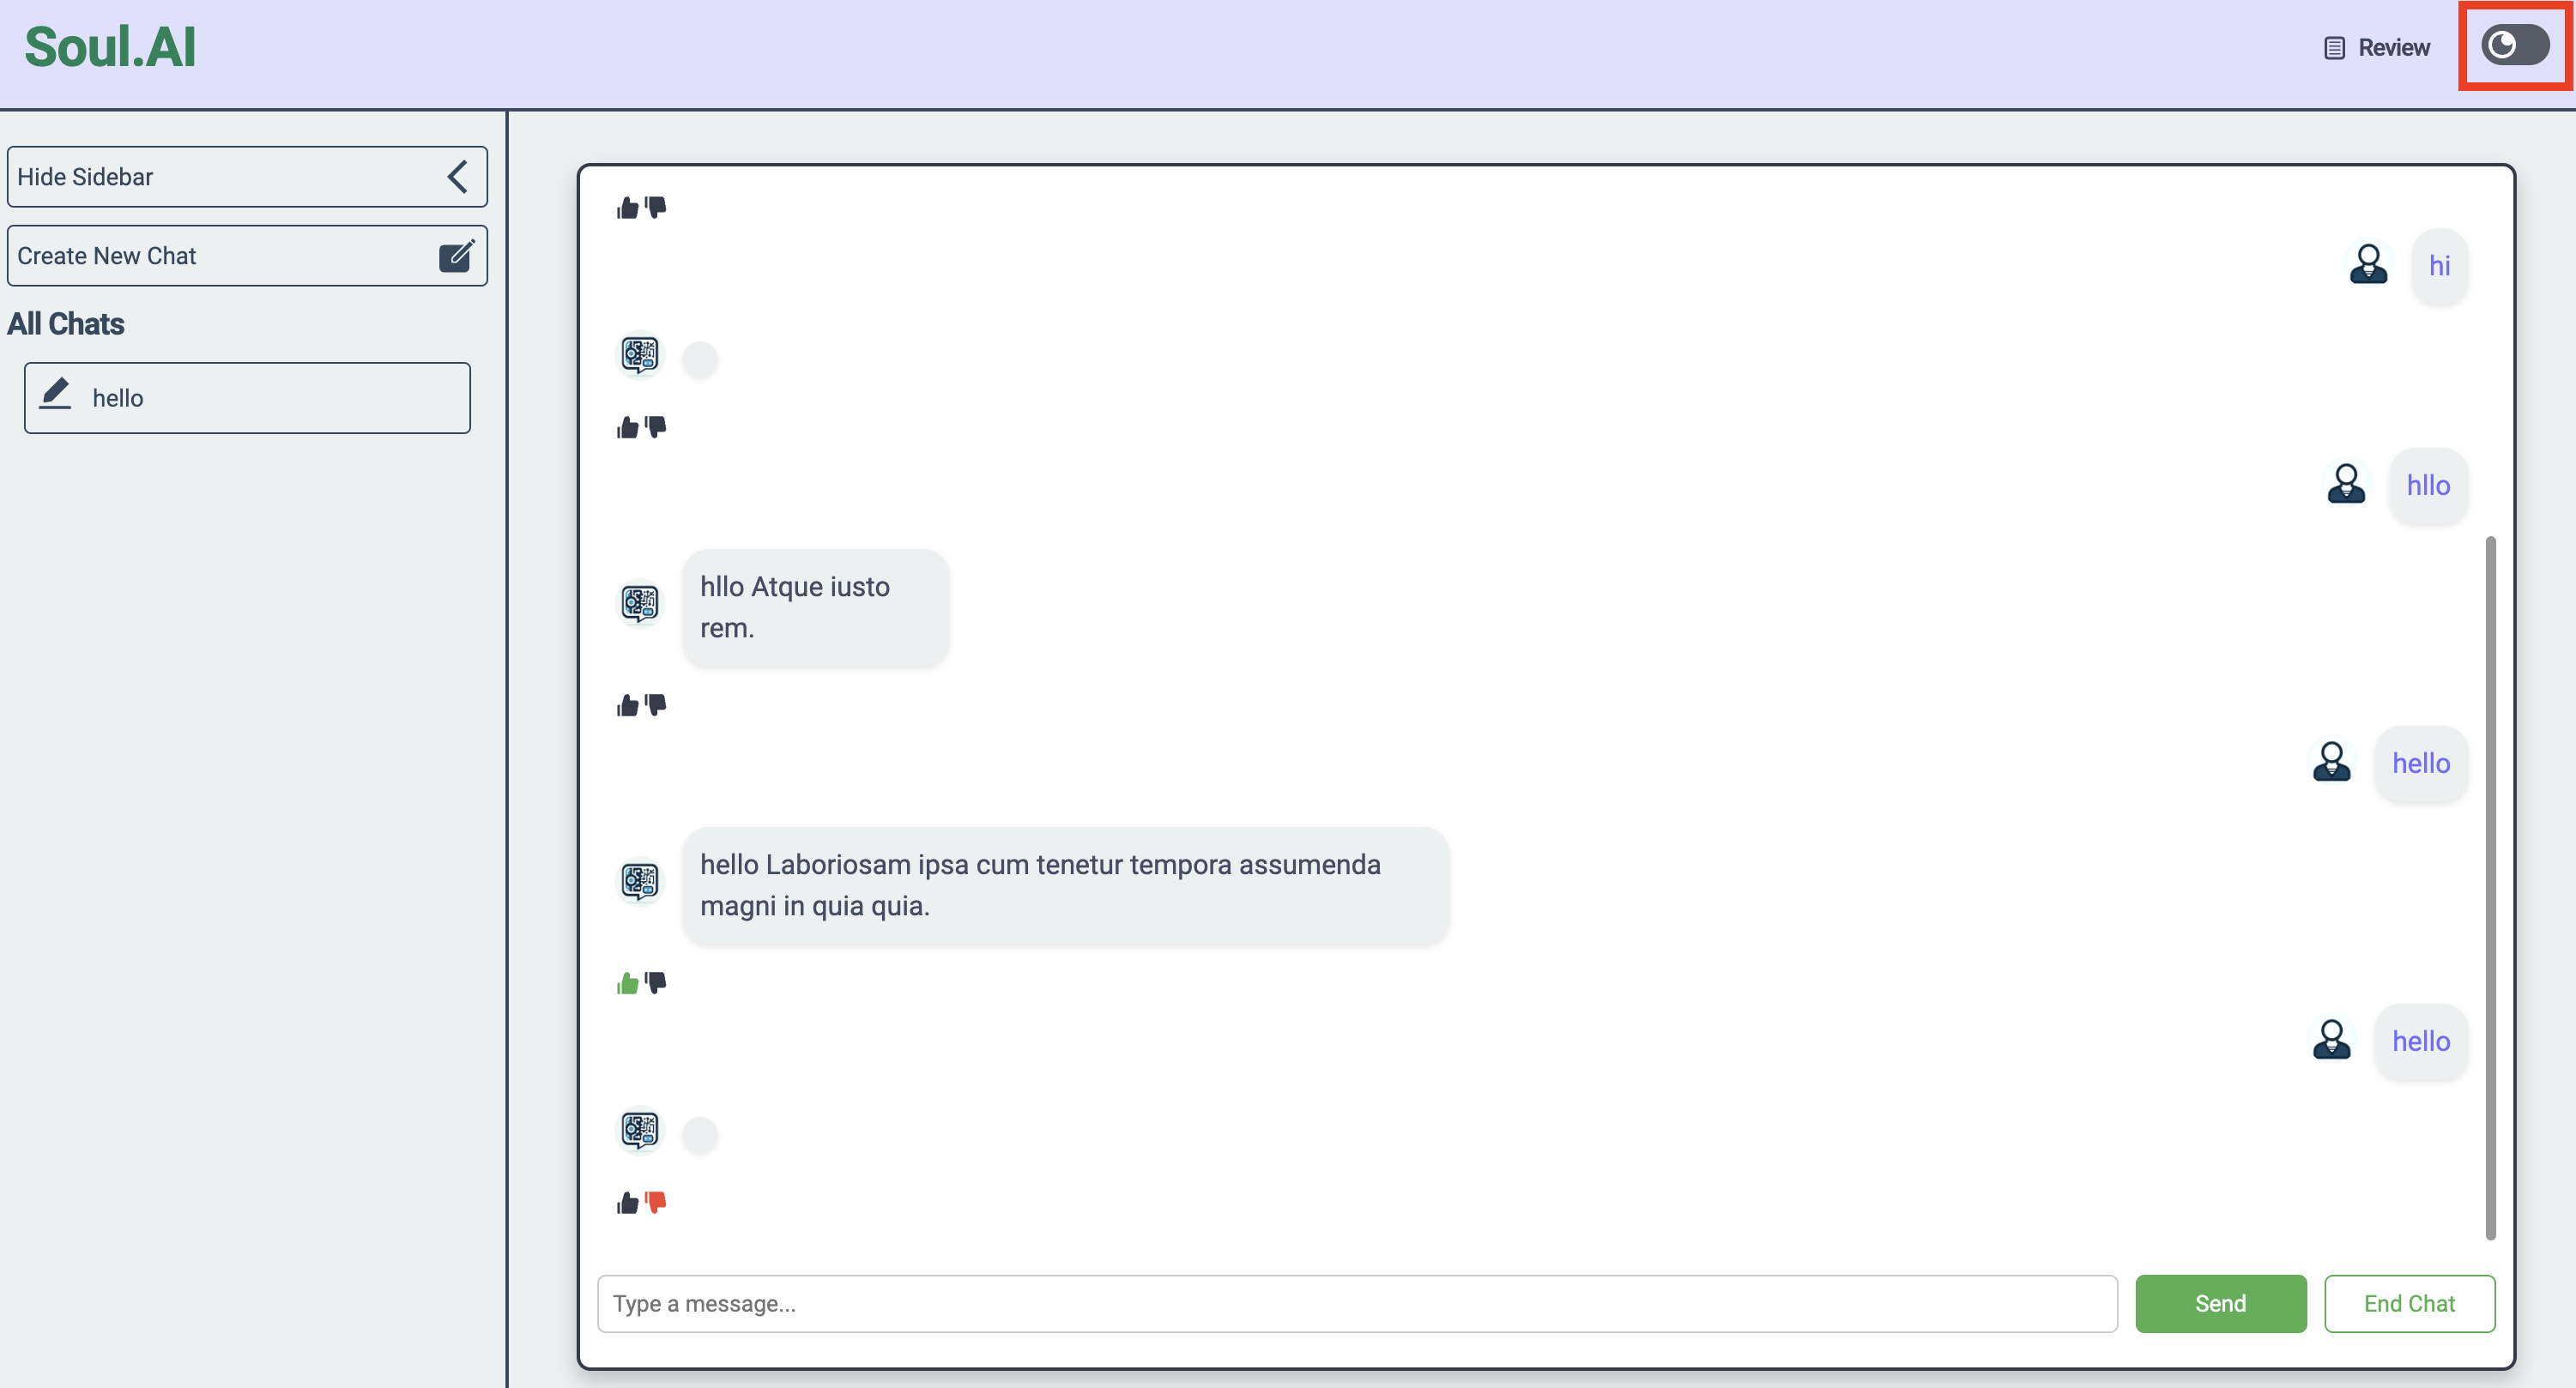 Soul.AI
Review
Hide Sidebar
Create New Chat
All Chats
hello
hi
hllo
hllo Atque iusto
rem.
hello
hello Laboriosam ipsa cum tenetur tempora assumenda
magni in quia quia.
hello
Type a message...
Send
End Chat